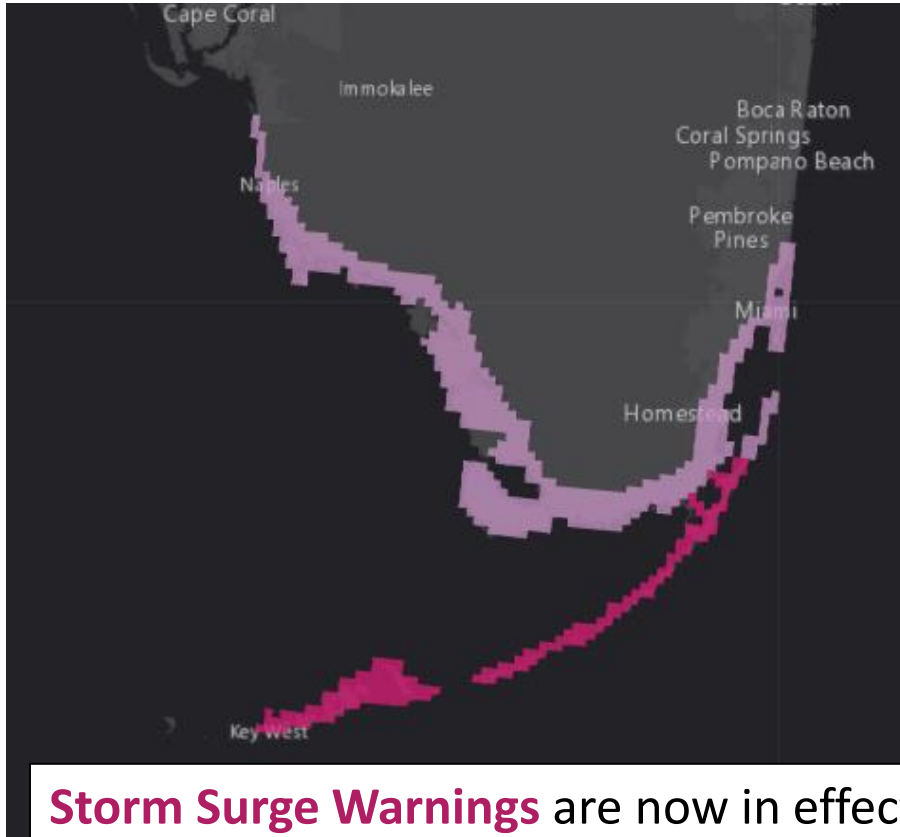 Cape Coral
Immokalee
Boca Raton
Coral Springs
Pompano Beach
Naples
Pembroke
Pines
Miami
Homestead
Key West
Storm Surge Warnings are now in effec